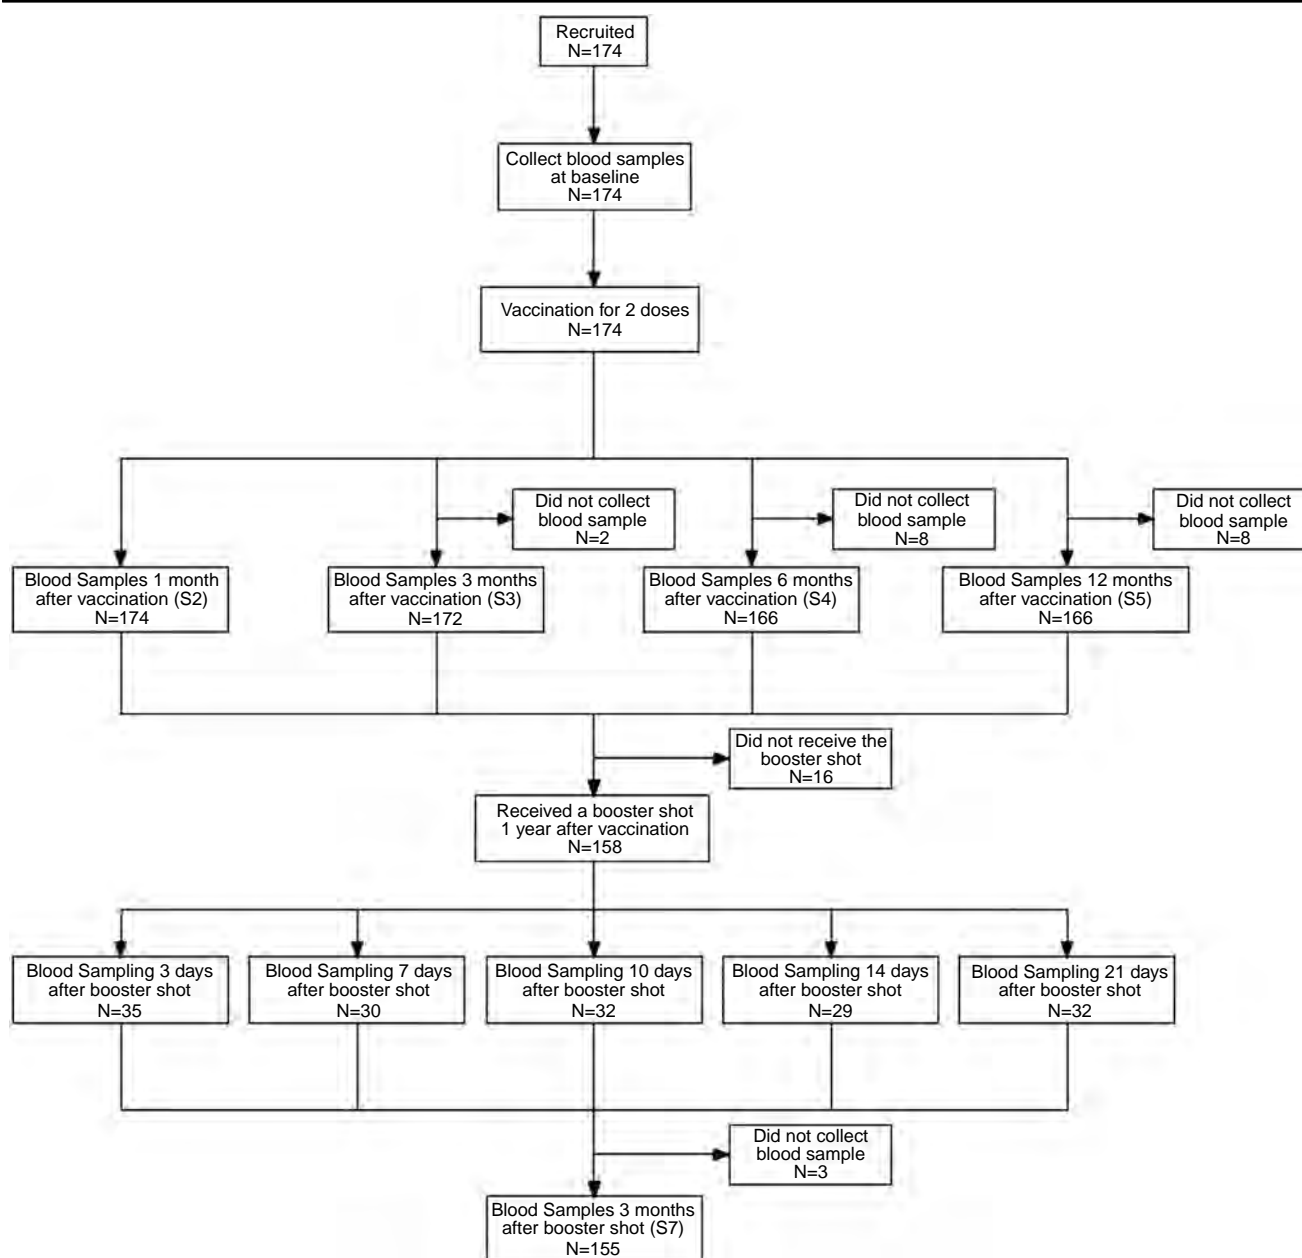 Recruited
N=174
Collect blood samples
at baseline
N=174
Vaccination for 2 doses
N=174
Did not collect
blood sample
N=2
Did not collect
blood sample
N=8
Did not collect
blood sample
N=8
Blood Samples 1 month
after vaccination (S2)
N=174
Blood Samples 3 months
after vaccination (S3)
N=172
Blood Samples 6 months
after vaccination (S4)
N=166
Blood Samples 12 months
after vaccination (S5)
N=166
Did not receive the
booster shot
N=16
Received a booster shot
1 year after vaccination
N=158
Blood Sampling 3 days
after booster shot
N=35
Blood Sampling 7 days
after booster shot
N=30
Blood Sampling 10 days
after booster shot
N=32
Blood Sampling 14 days
after booster shot
N=29
Blood Sampling 21 days
after booster shot
N=32
Did not collect
blood sample
N=3
Blood Samples 3 months
after booster shot (S7)
N=155